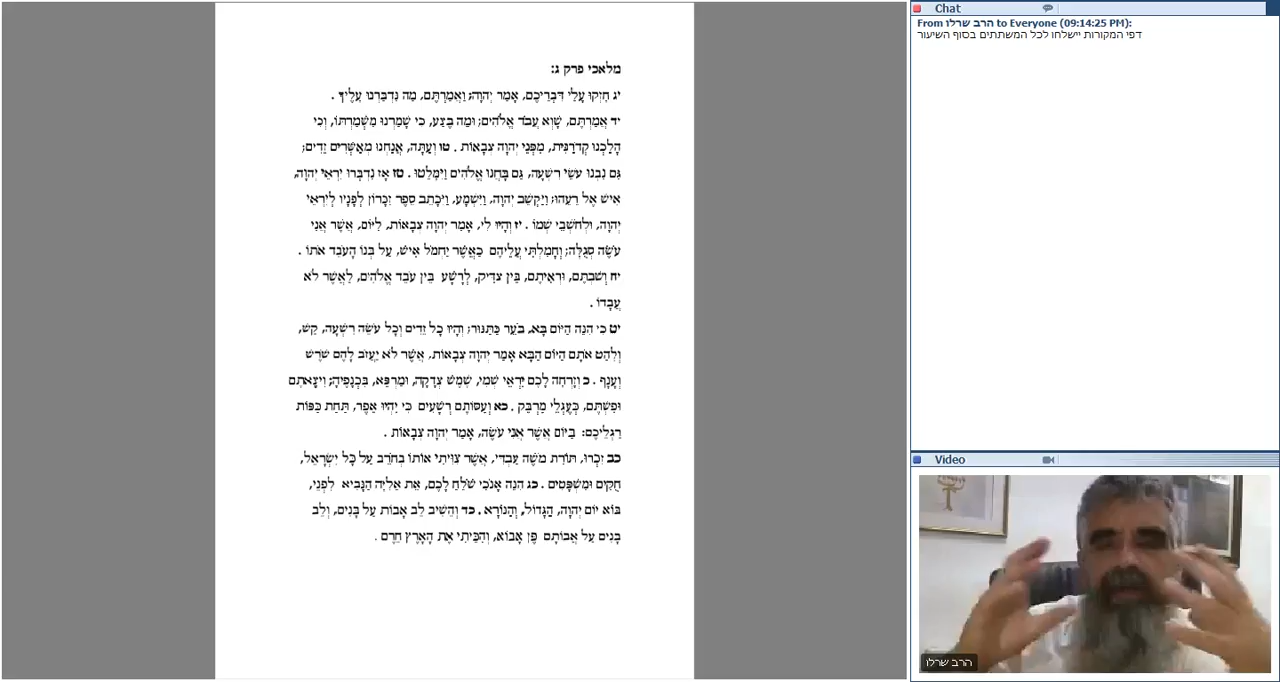 מלאכי פרק ג:
יג חִזְקוּ עָלַי דִּבְרֵיכֶם, אָמַר יְהוָה; וַאֲמַרְתֶּם, מַה נִּדְבַּרְנוּ עָלֶיךָ .
יד אֲמַרְתֶּם, שָׁוְא עֲבֹד אֱלֹהִים; וּמַה בֶּצַע, כִּי שָׁמַרְנוּ מִשְׁמַרְתּוֹ, וְכִי
הָלַכְנוּ קְדֹרַנִּית, מִפְּנֵי יְהוָה צְבָאוֹת . טו וְעַתָּה, אֲנַחְנוּ מְאַשְּׁרִים זֵדִים;
גַּם נִבְנוּ עֹשֵׂי רִשְׁעָה, גַּם בָּחֲנוּ אֱלֹהִים וַיִּמָּלֵטוּ . טז אָז נִדְבְּרוּ יִרְאֵי יְהוָה,
אִישׁ אֶל רֵעֵהוּ; וַיַּקְשֵׁב יְהוָה, וַיִּשְׁמָע, וַיִּכָּתֵב סֵפֶר זִכָּרוֹן לְפָנָיו לְיִרְאֵי
יְהוָה, וּלְחֹשְׁבֵי שְׁמוֹ . יז וְהָיוּ לִי, אָמַר יְהוָה צְבָאוֹת, לַיּוֹם, אֲשֶׁר אֲנִי
עֹשֶׂה סְגֻלָּה; וְחָמַלְתִּי עֲלֵיהֶם כַּאֲשֶׁר יַחְמֹל אִישׁ, עַל בְּנוֹ הָעֹבֵד אֹתוֹ .
יח וְשַׁבְתֶּם, וּרְאִיתֶם, בֵּין צַדִּיק, לְרָשָׁע בֵּין עֹבֵד אֱלֹהִים, לַאֲשֶׁר לֹא
עֲבָדוֹ .
יט כִּי הִנֵּה הַיּוֹם בָּא, בֹּעֵר כַּתַּנּוּר; וְהָיוּ כָל זֵדִים וְכָל עֹשֵׂה רִשְׁעָה, קַשׁ,
וְלִהַט אֹתָם הַיּוֹם הַבָּא אָמַר יְהוָה צְבָאוֹת, אֲשֶׁר לֹא יַעֲזֹב לָהֶם שֹׁרֶשׁ
וְעָנָף . כ וְזָרְחָה לָכֶם יִרְאֵי שְׁמִי, שֶׁמֶשׁ צְדָקָה, וּמַרְפֵּא, בִּכְנָפֶיהָ; וִיצָאתֶם
וּפִשְׁתֶּם, כְּעֶגְלֵי מַרְבֵּק . כא וְעַסּוֹתֶם רְשָׁעִים כִּי יִהְיוּ אֵפֶר, תַּחַת כַּפּוֹת
רַגְלֵיכֶם: בַּיּוֹם אֲשֶׁר אֲנִי עֹשֶׂה, אָמַר יְהוָה צְבָאוֹת .
כב זִכְרוּ, תּוֹרַת מֹשֶׁה עַבְדִּי, אֲשֶׁר צִוִּיתִי אוֹתוֹ בְחֹרֵב עַל כָּל יִשְׂרָאֵל,
חֻקִּים וּמִשְׁפָּטִים . כג הִנֵּה אָנֹכִי שֹׁלֵחַ לָכֶם, אֵת אֵלִיָּה הַנָּבִיא לִפְנֵי,
בּוֹא יוֹם יְהוָה, הַגָּדוֹל, וְהַנּוֹרָא . כד וְהֵשִׁיב לֵב אָבוֹת עַל בָּנִים, וְלֵב
בָּנִים עַל אֲבוֹתָם פֶּן אָבוֹא, וְהִכֵּיתִי אֶת הָאָרֶץ חֵרֶם .
Chat
From הרב שרלו to Everyone (09:14:25 PM):
דפי המקורות יישלחו לכל המשתתפים בסוף השיעור
Video
הרב שרלו